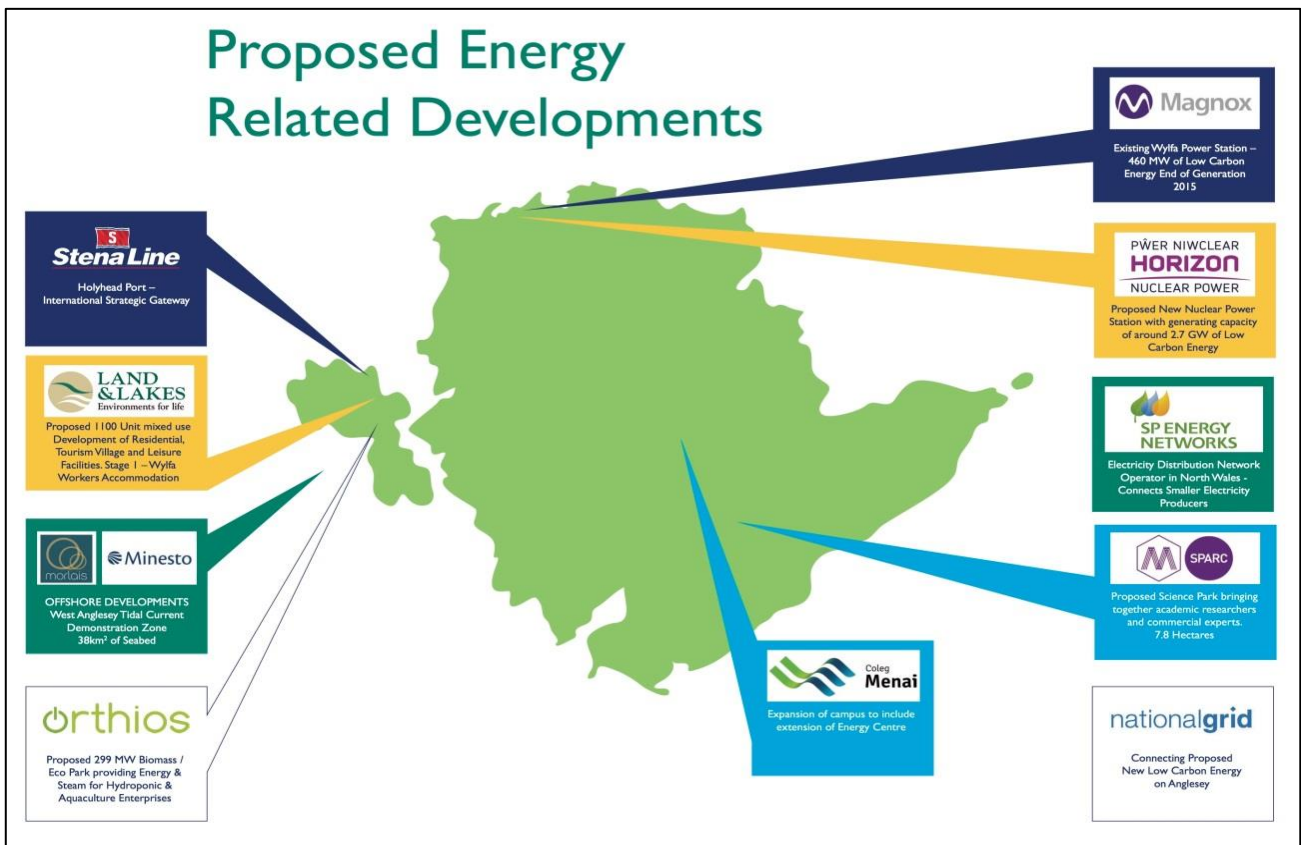 Proposed Energy
Related Developments
Magnox
Existing Wylfa Power Station –
460 MW of Low Carbon
Energy End of Generation
2015
S
Stena Line
Holyhead Port –
International Strategic Gateway
PŴER NIWCLEAR
HORIZON
NUCLEAR POWER
Proposed New Nuclear Power
Station with generating capacity
of around 2.7 GW of Low
Carbon Energy
LAND
&LAKES
Environments for life
Proposed 1100 Unit mixed use
Development of Residential,
Tourism Village and Leisure
Facilities. Stage 1 – Wylfa
Workers Accommodation
SP ENERGY
NETWORKS
Electricity Distribution Network
Operator in North Wales -
Connects Smaller Electricity
Producers
morlais
Minesto
OFFSHORE DEVELOPMENTS
West Anglesey Tidal Current
Demonstration Zone
38km² of Seabed
M SPARC
Proposed Science Park bringing
together academic researchers
and commercial experts.
7.8 Hectares
Coleg
Menai
Expansion of campus to include
extension of Energy Centre
orthios
Proposed 299 MW Biomass /
Eco Park providing Energy &
Steam for Hydroponic &
Aquaculture Enterprises
nationalgrid
Connecting Proposed
New Low Carbon Energy
on Anglesey